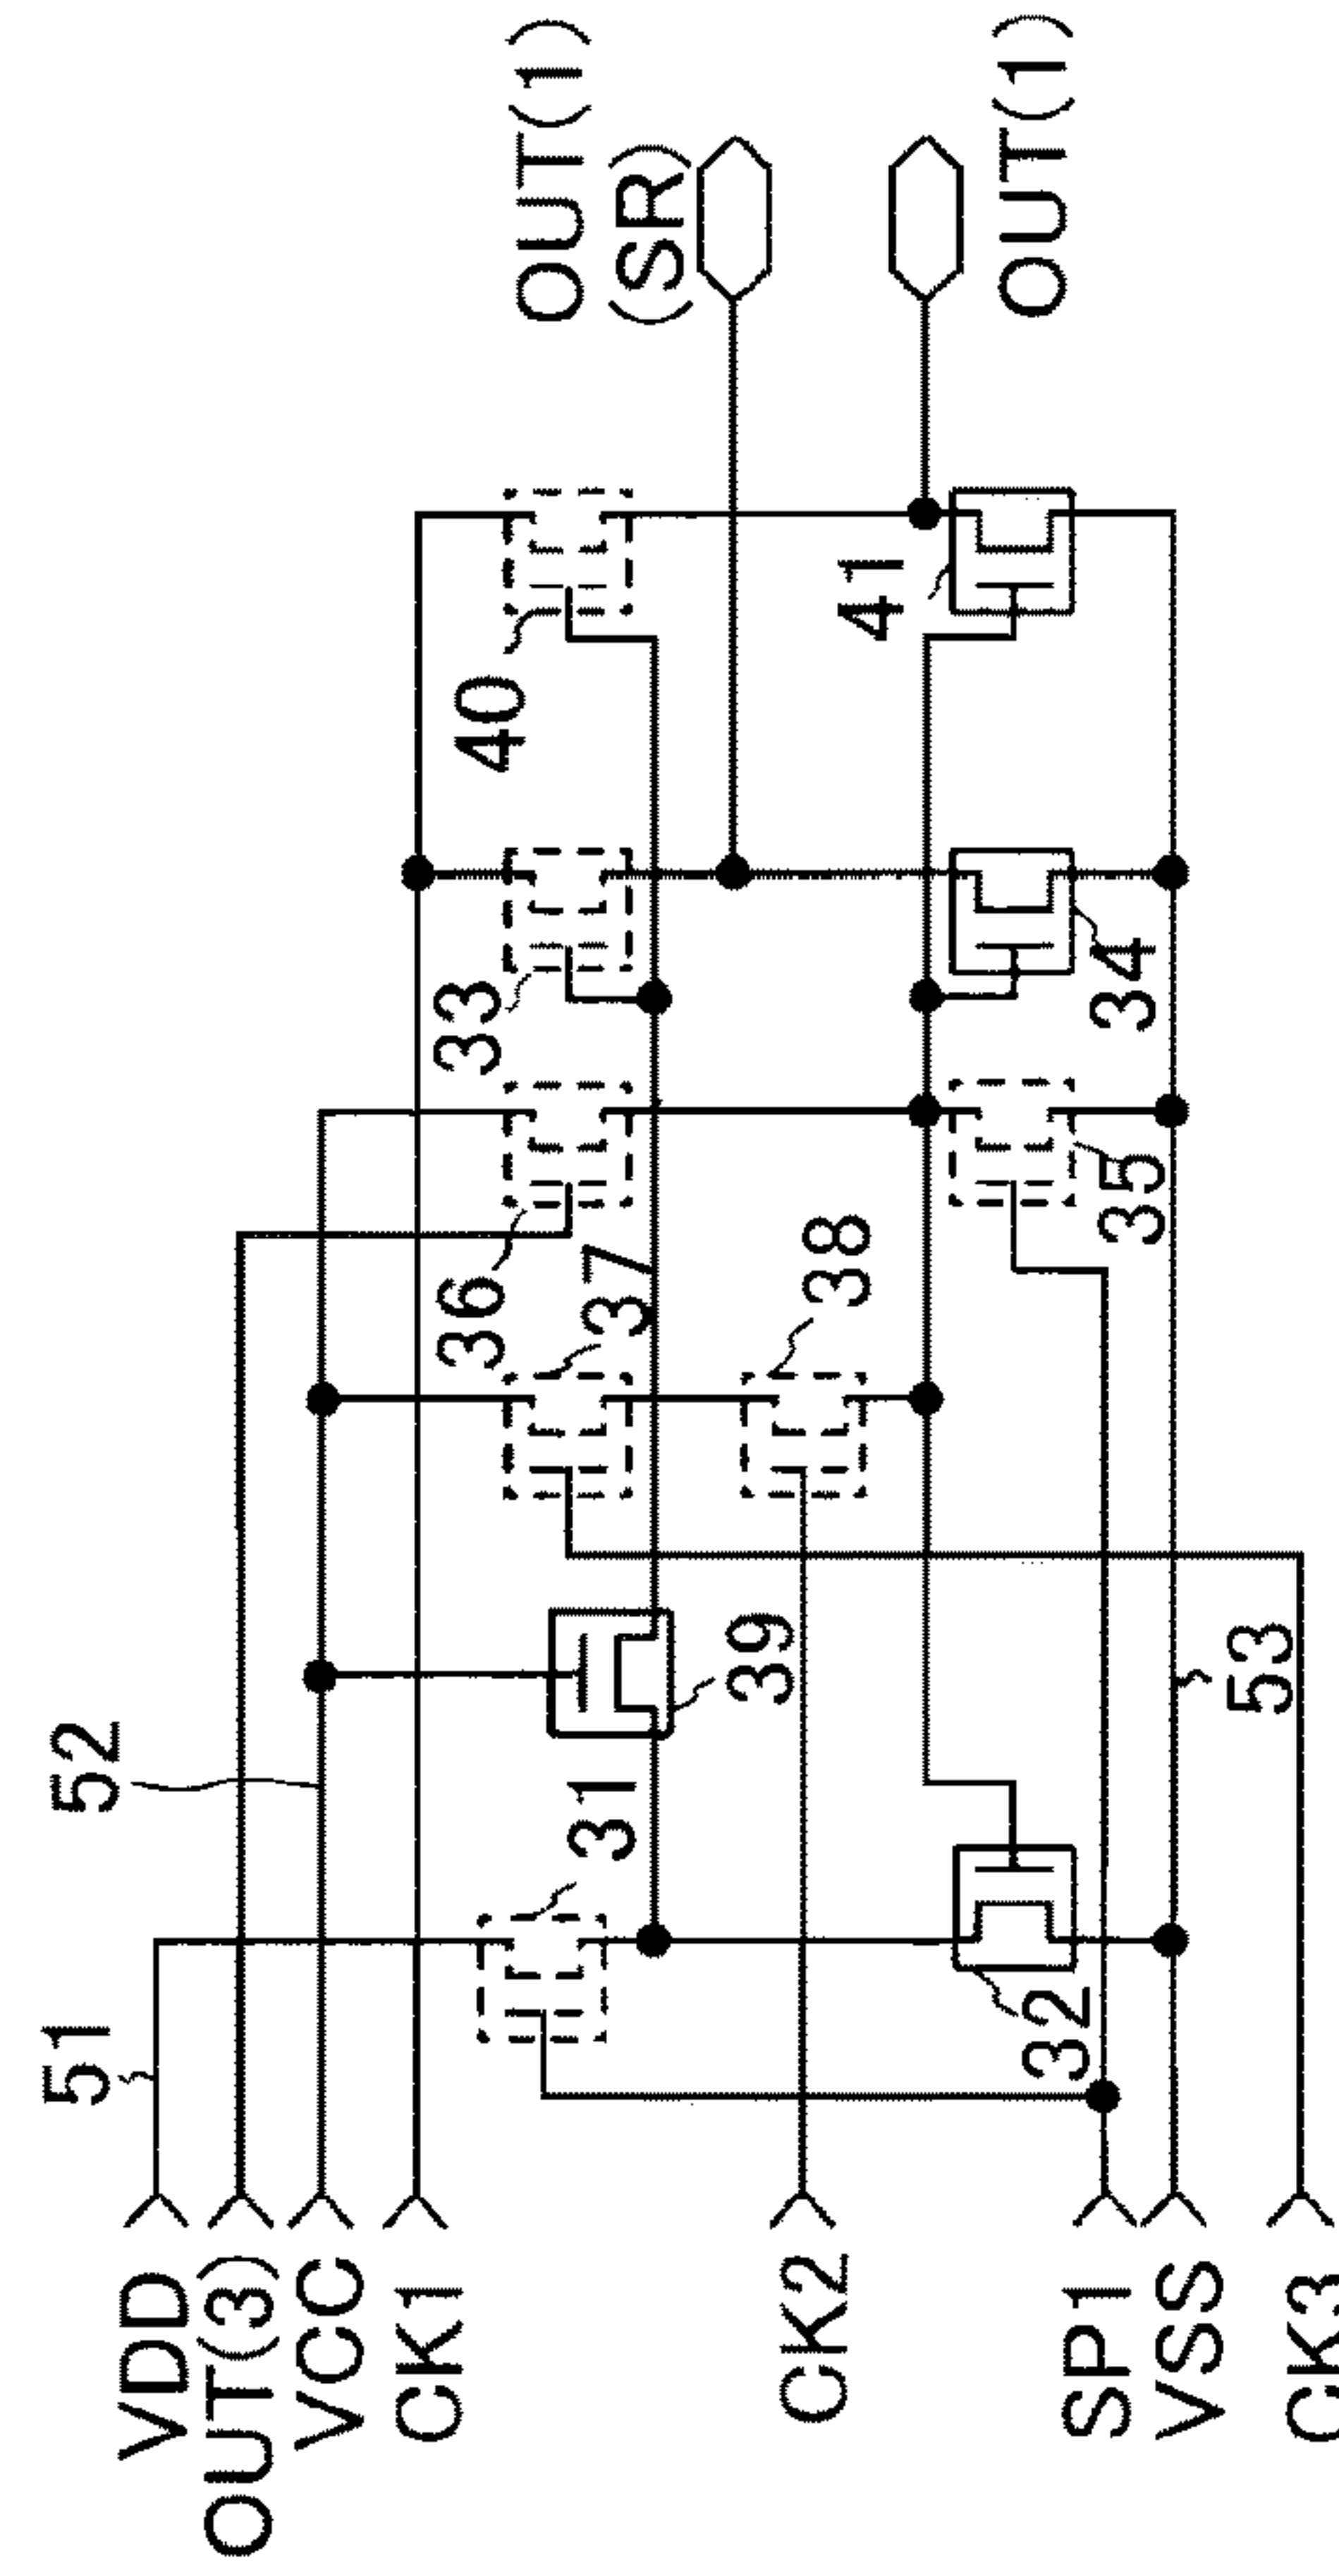 VDD
OUT(3)
VCC
CK1
CK2
SP1
VSS
CK3
51
52
31
32
39
53
37
38
36
35
33
34
40
41
OUT(1)
(SR)
OUT(1)